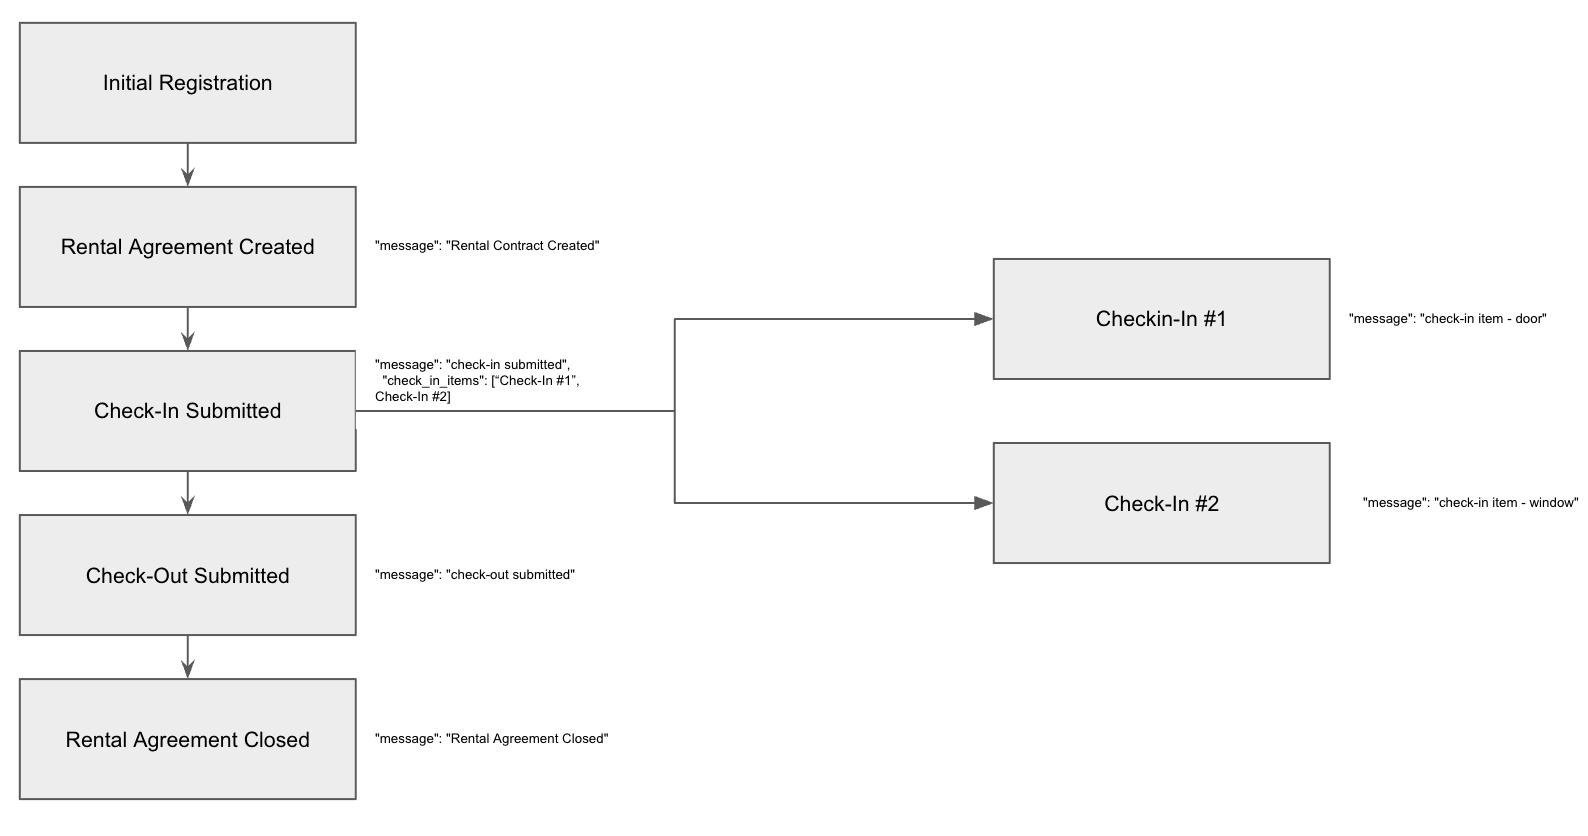 Initial Registration
Rental Agreement Created
"message": "Rental Contract Created"
Check-In Submitted
"message": "check-in submitted",
"check_in_items": [“Check-In #1”,
Check-In #2]
Checkin-In #1
"message": "check-in item - door"
Check-In #2
"message": "check-in item - window"
Check-Out Submitted
"message": "check-out submitted"
Rental Agreement Closed
"message": "Rental Agreement Closed"